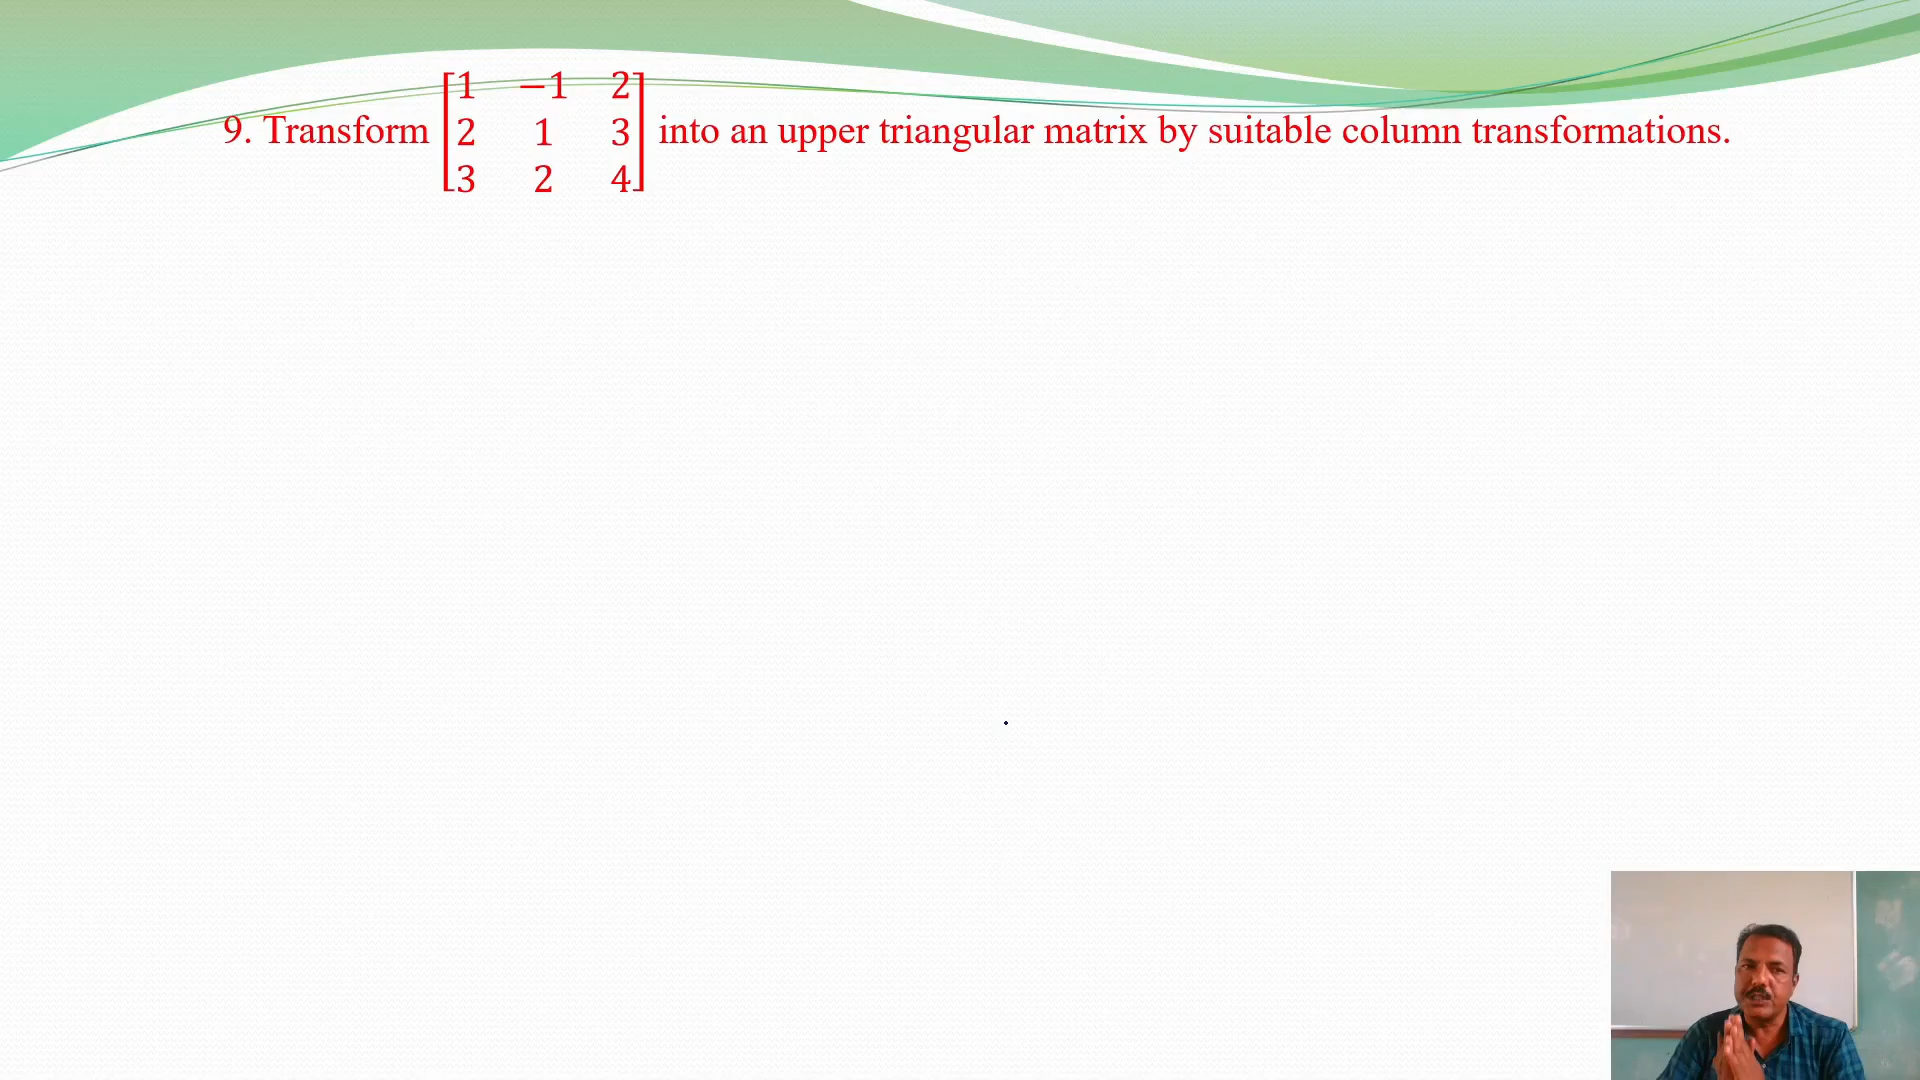 9. Transform [1 −1 2
2 1 3
3 2 4] into an upper triangular matrix by suitable column transformations.